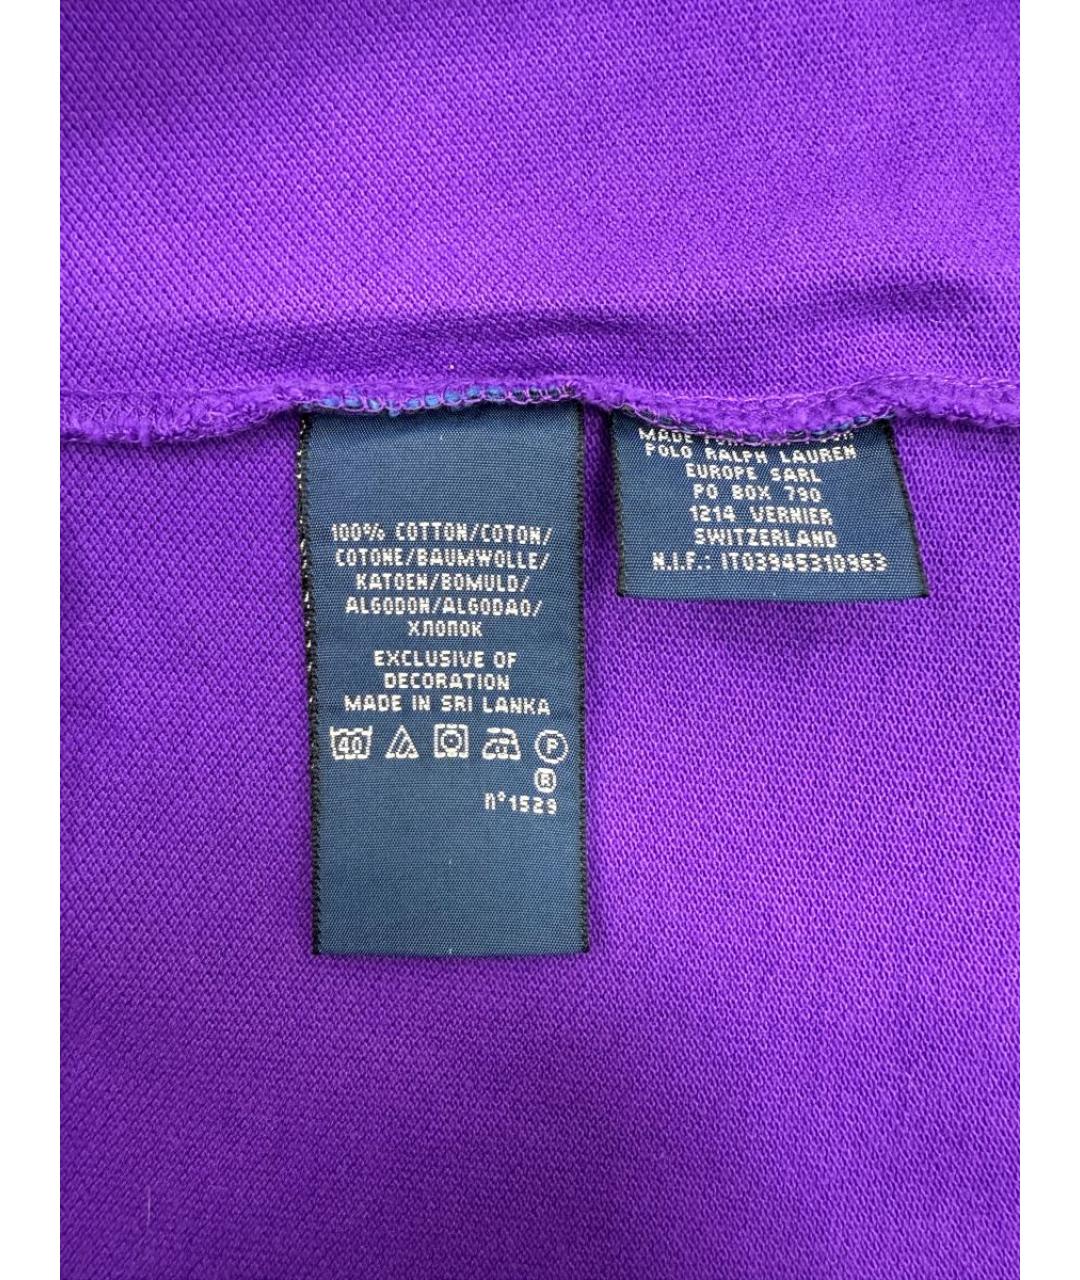 100% COTTON/COTON/
COTONE/BAUMWOLLE/
KATOEN/BOMULD/
ALGODON/ALGODAO/
ХЛОПОК
EXCLUSIVE OF
DECORATION
MADE IN SRI LANKA
40 P
®
n°1529
MADE
POLO RALPH LAUREN
EUROPE SARL
PO BOX 790
1214 VERNIER
SWITZERLAND
N.I.F.: IT03945310963